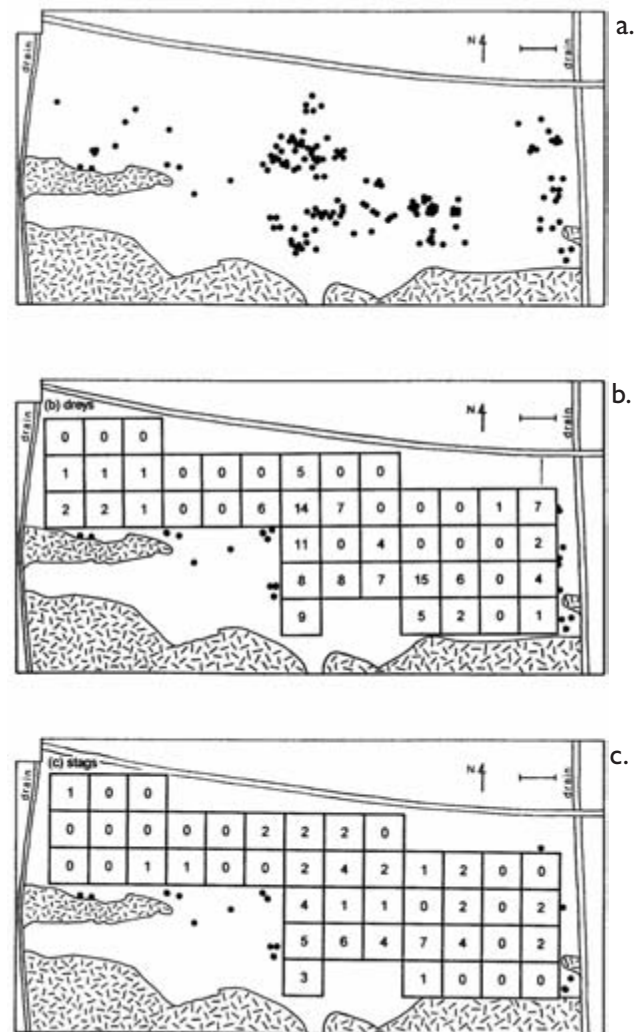 a.
drain
N
drain
b.
(b) dreys
drain
N
drain
0 0 0
1 1 1 0 0 0 5 0 0
2 2 1 0 0 6 14 7 0 0 0 1 7
11 0 4 0 0 0 2
8 8 7 15 6 0 4
9 5 2 0 1
c.
(c) stags
drain
N
drain
1 0 0
0 0 0 0 0 2 2 2 0
0 0 1 1 0 0 2 4 2 1 2 0 0
4 1 1 0 2 0 2
5 6 4 7 4 0 2
3 1 0 0 0